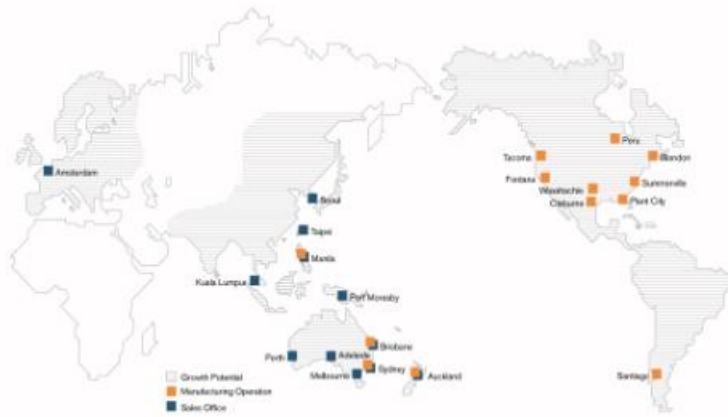 Amsterdam
Seoul
Taipei
Manila
Kuala Lumpur
Port Moresby
Perth
Adelaide
Brisbane
Sydney
Melbourne
Auckland
Tacoma
Fontana
Waxahachie
Cleburne
Peru
Blandon
Summerville
Plant City
Santiago
Growth Potential
Manufacturing Operation
Sales Office